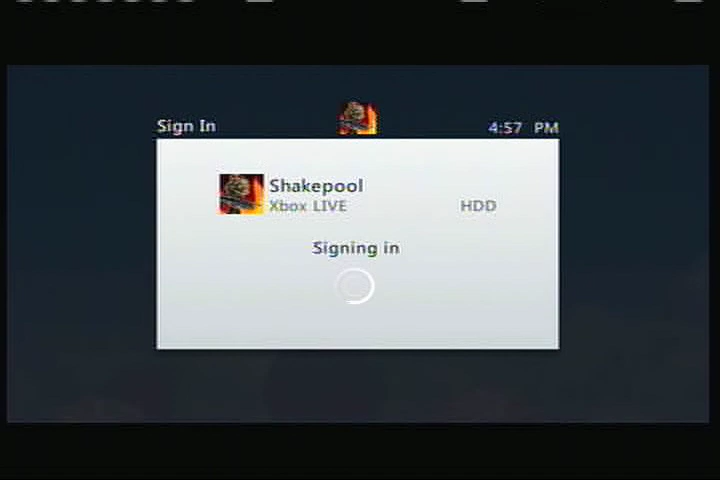 Sign In
4:57 PM
Shakepool
Xbox LIVE
HDD
Signing in